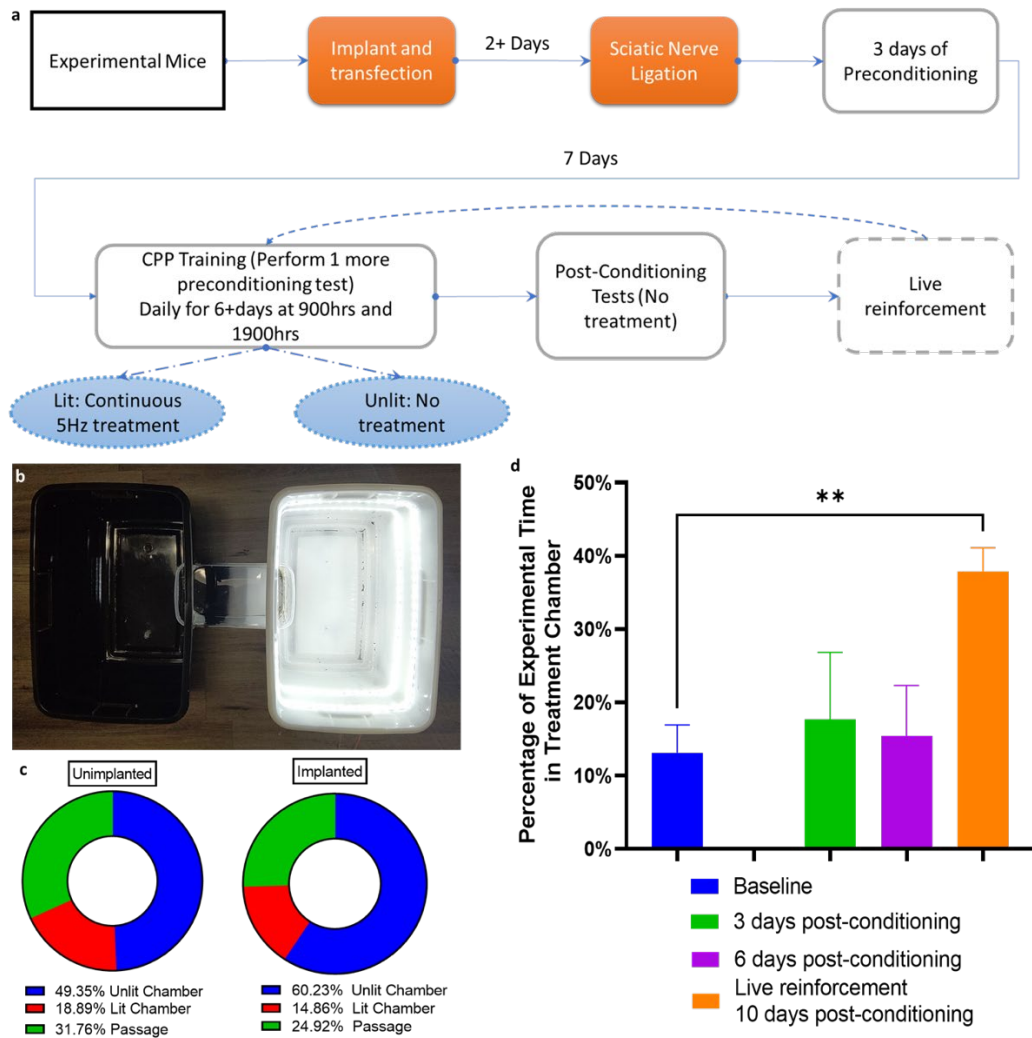 a
Experimental Mice
Implant and
transfection
2+ Days
Sciatic Nerve
Ligation
3 days of
Preconditioning
7 Days
CPP Training (Perform 1 more
preconditioning test)
Daily for 6+days at 900hrs and
1900hrs
Post-Conditioning
Tests (No
treatment)
Live
reinforcement
Lit: Continuous
5Hz treatment
Unlit: No
treatment
b
c
Unimplanted
Implanted
49.35% Unlit Chamber
18.89% Lit Chamber
31.76% Passage
60.23% Unlit Chamber
14.86% Lit Chamber
24.92% Passage
d
Percentage of Experimental Time
in Treatment Chamber
50%
40%
30%
20%
10%
0%
**
Baseline
3 days post-conditioning
6 days post-conditioning
Live reinforcement
10 days post-conditioning